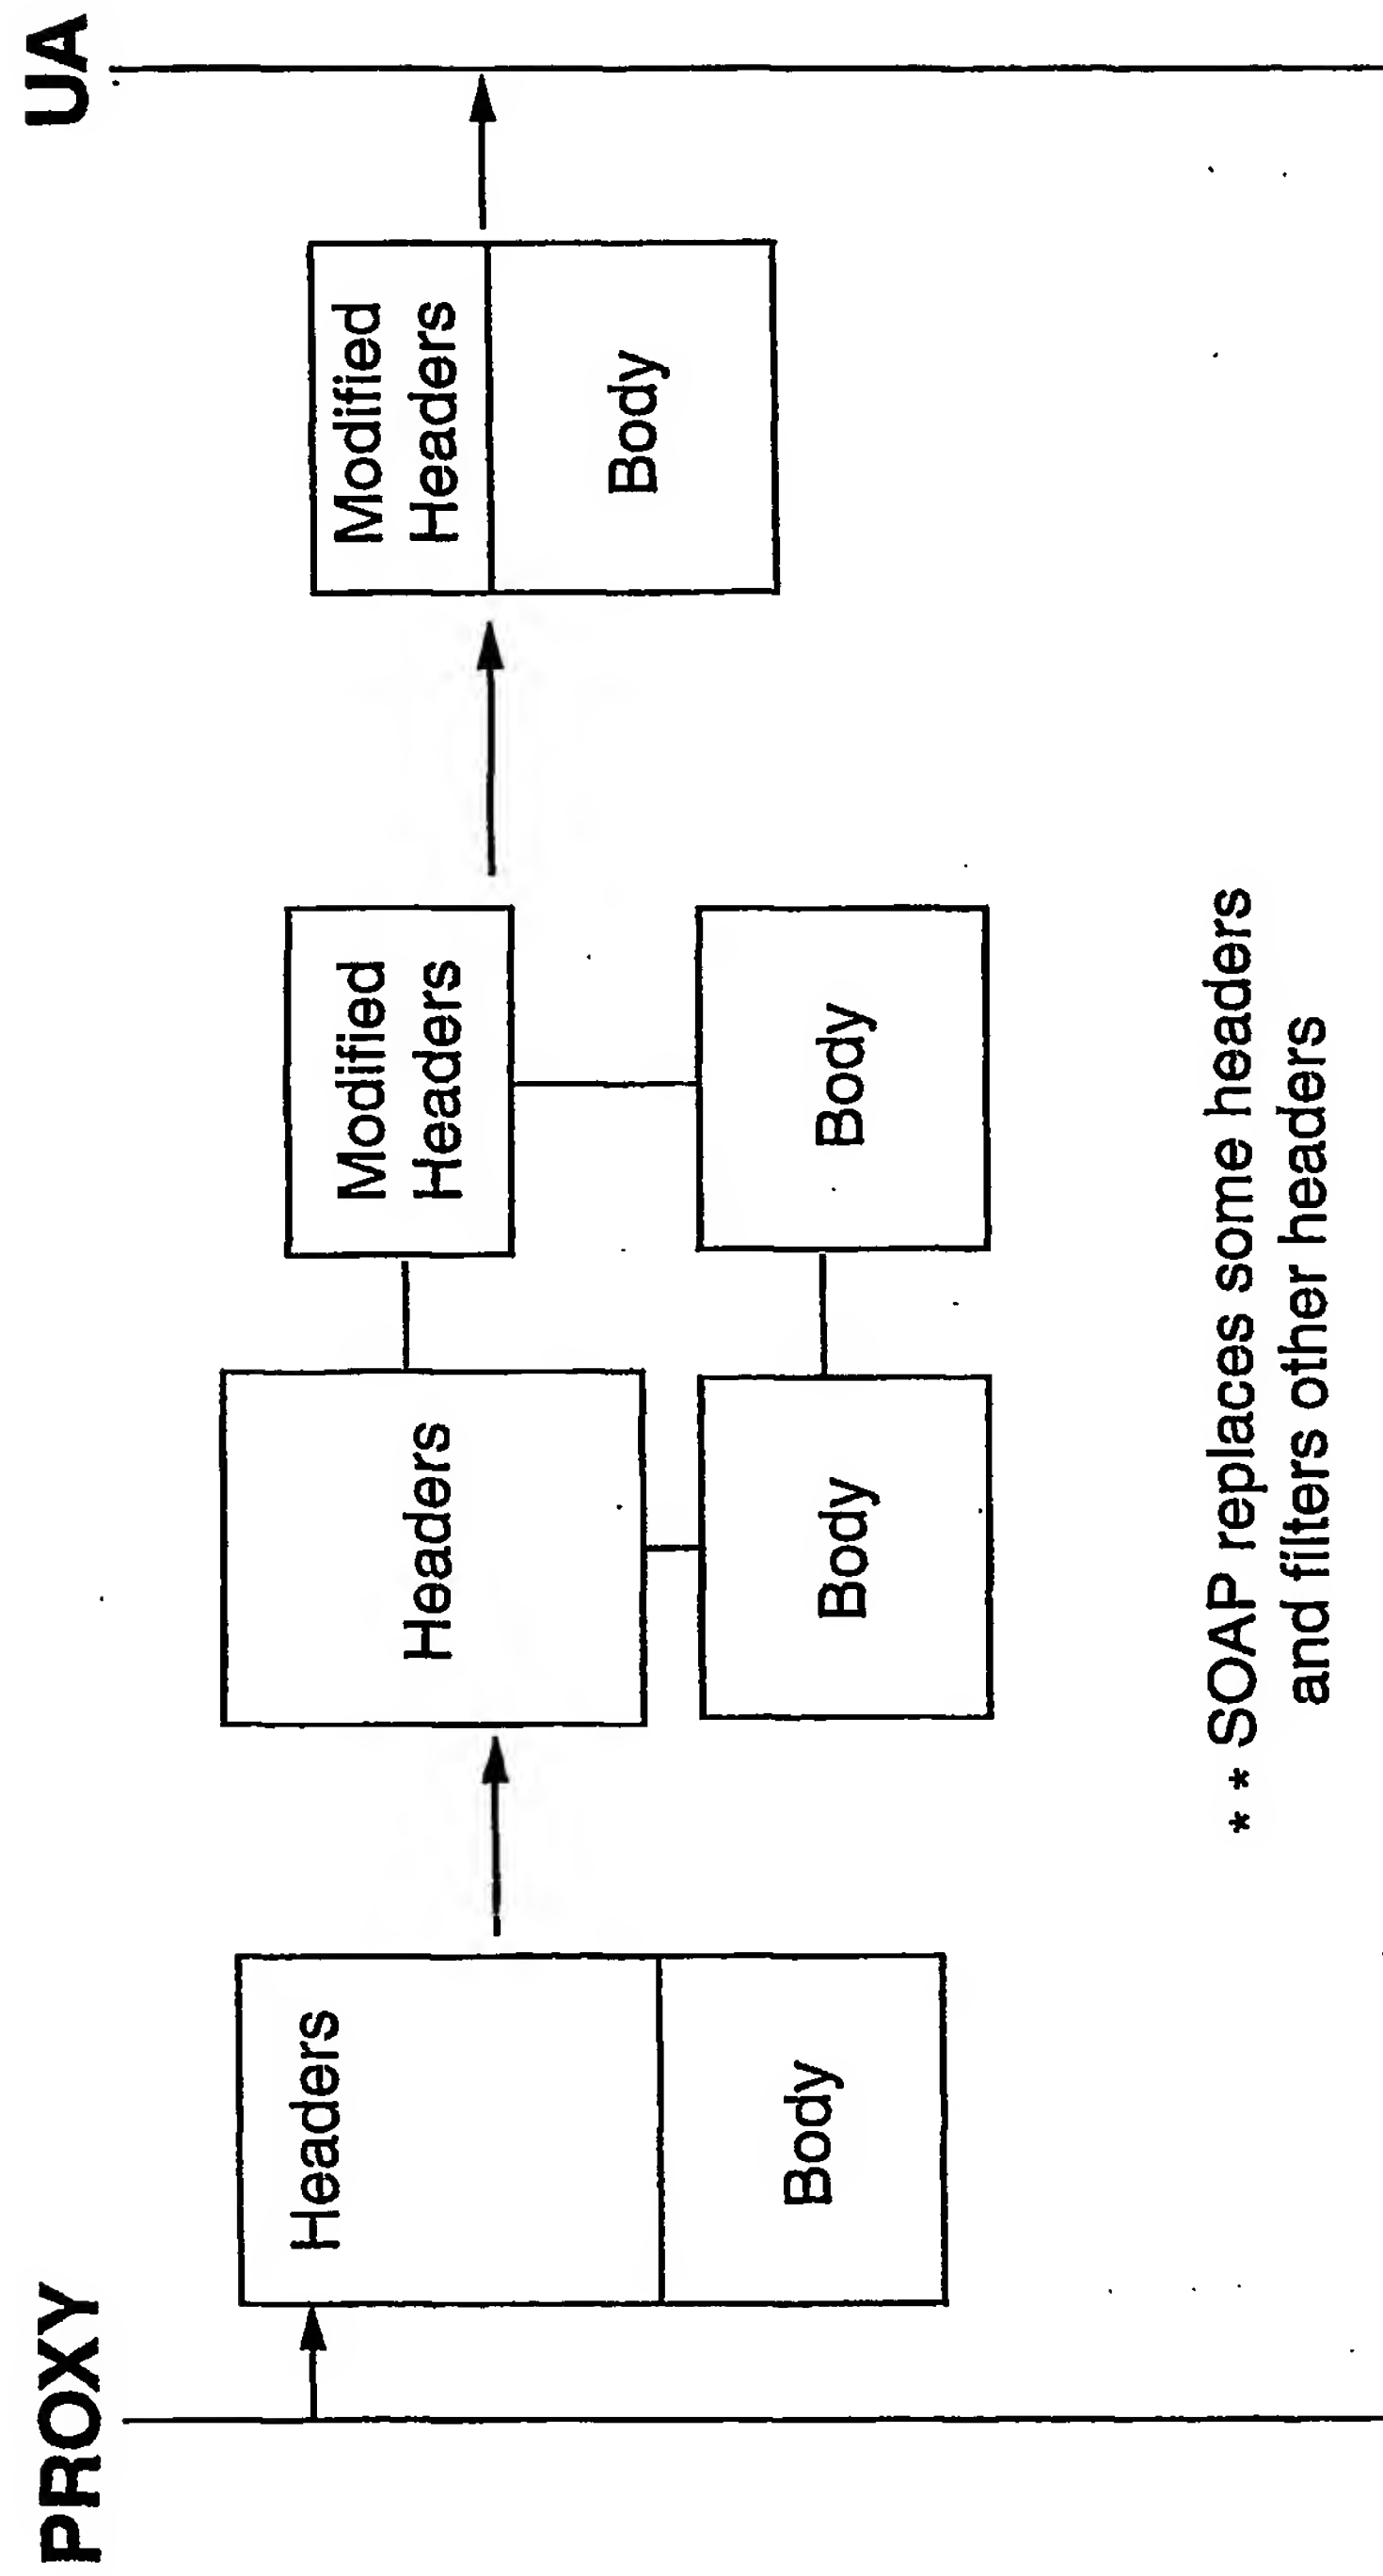 PROXY
UA
Headers
Body
Headers
Body
Modified
Headers
Body
Modified
Headers
Body
* * SOAP replaces some headers
and filters other headers